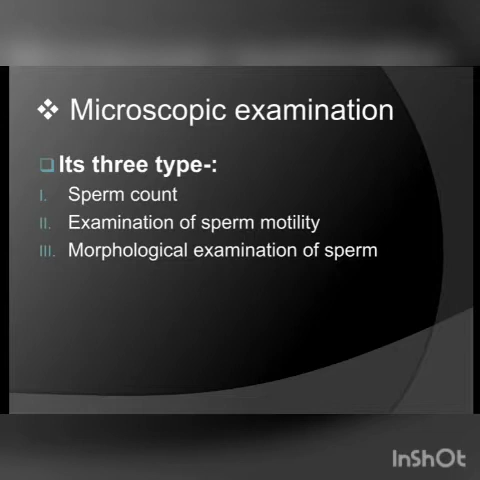 ❖ Microscopic examination
❑ Its three type-:
I. Sperm count
II. Examination of sperm motility
III. Morphological examination of sperm
InShOt